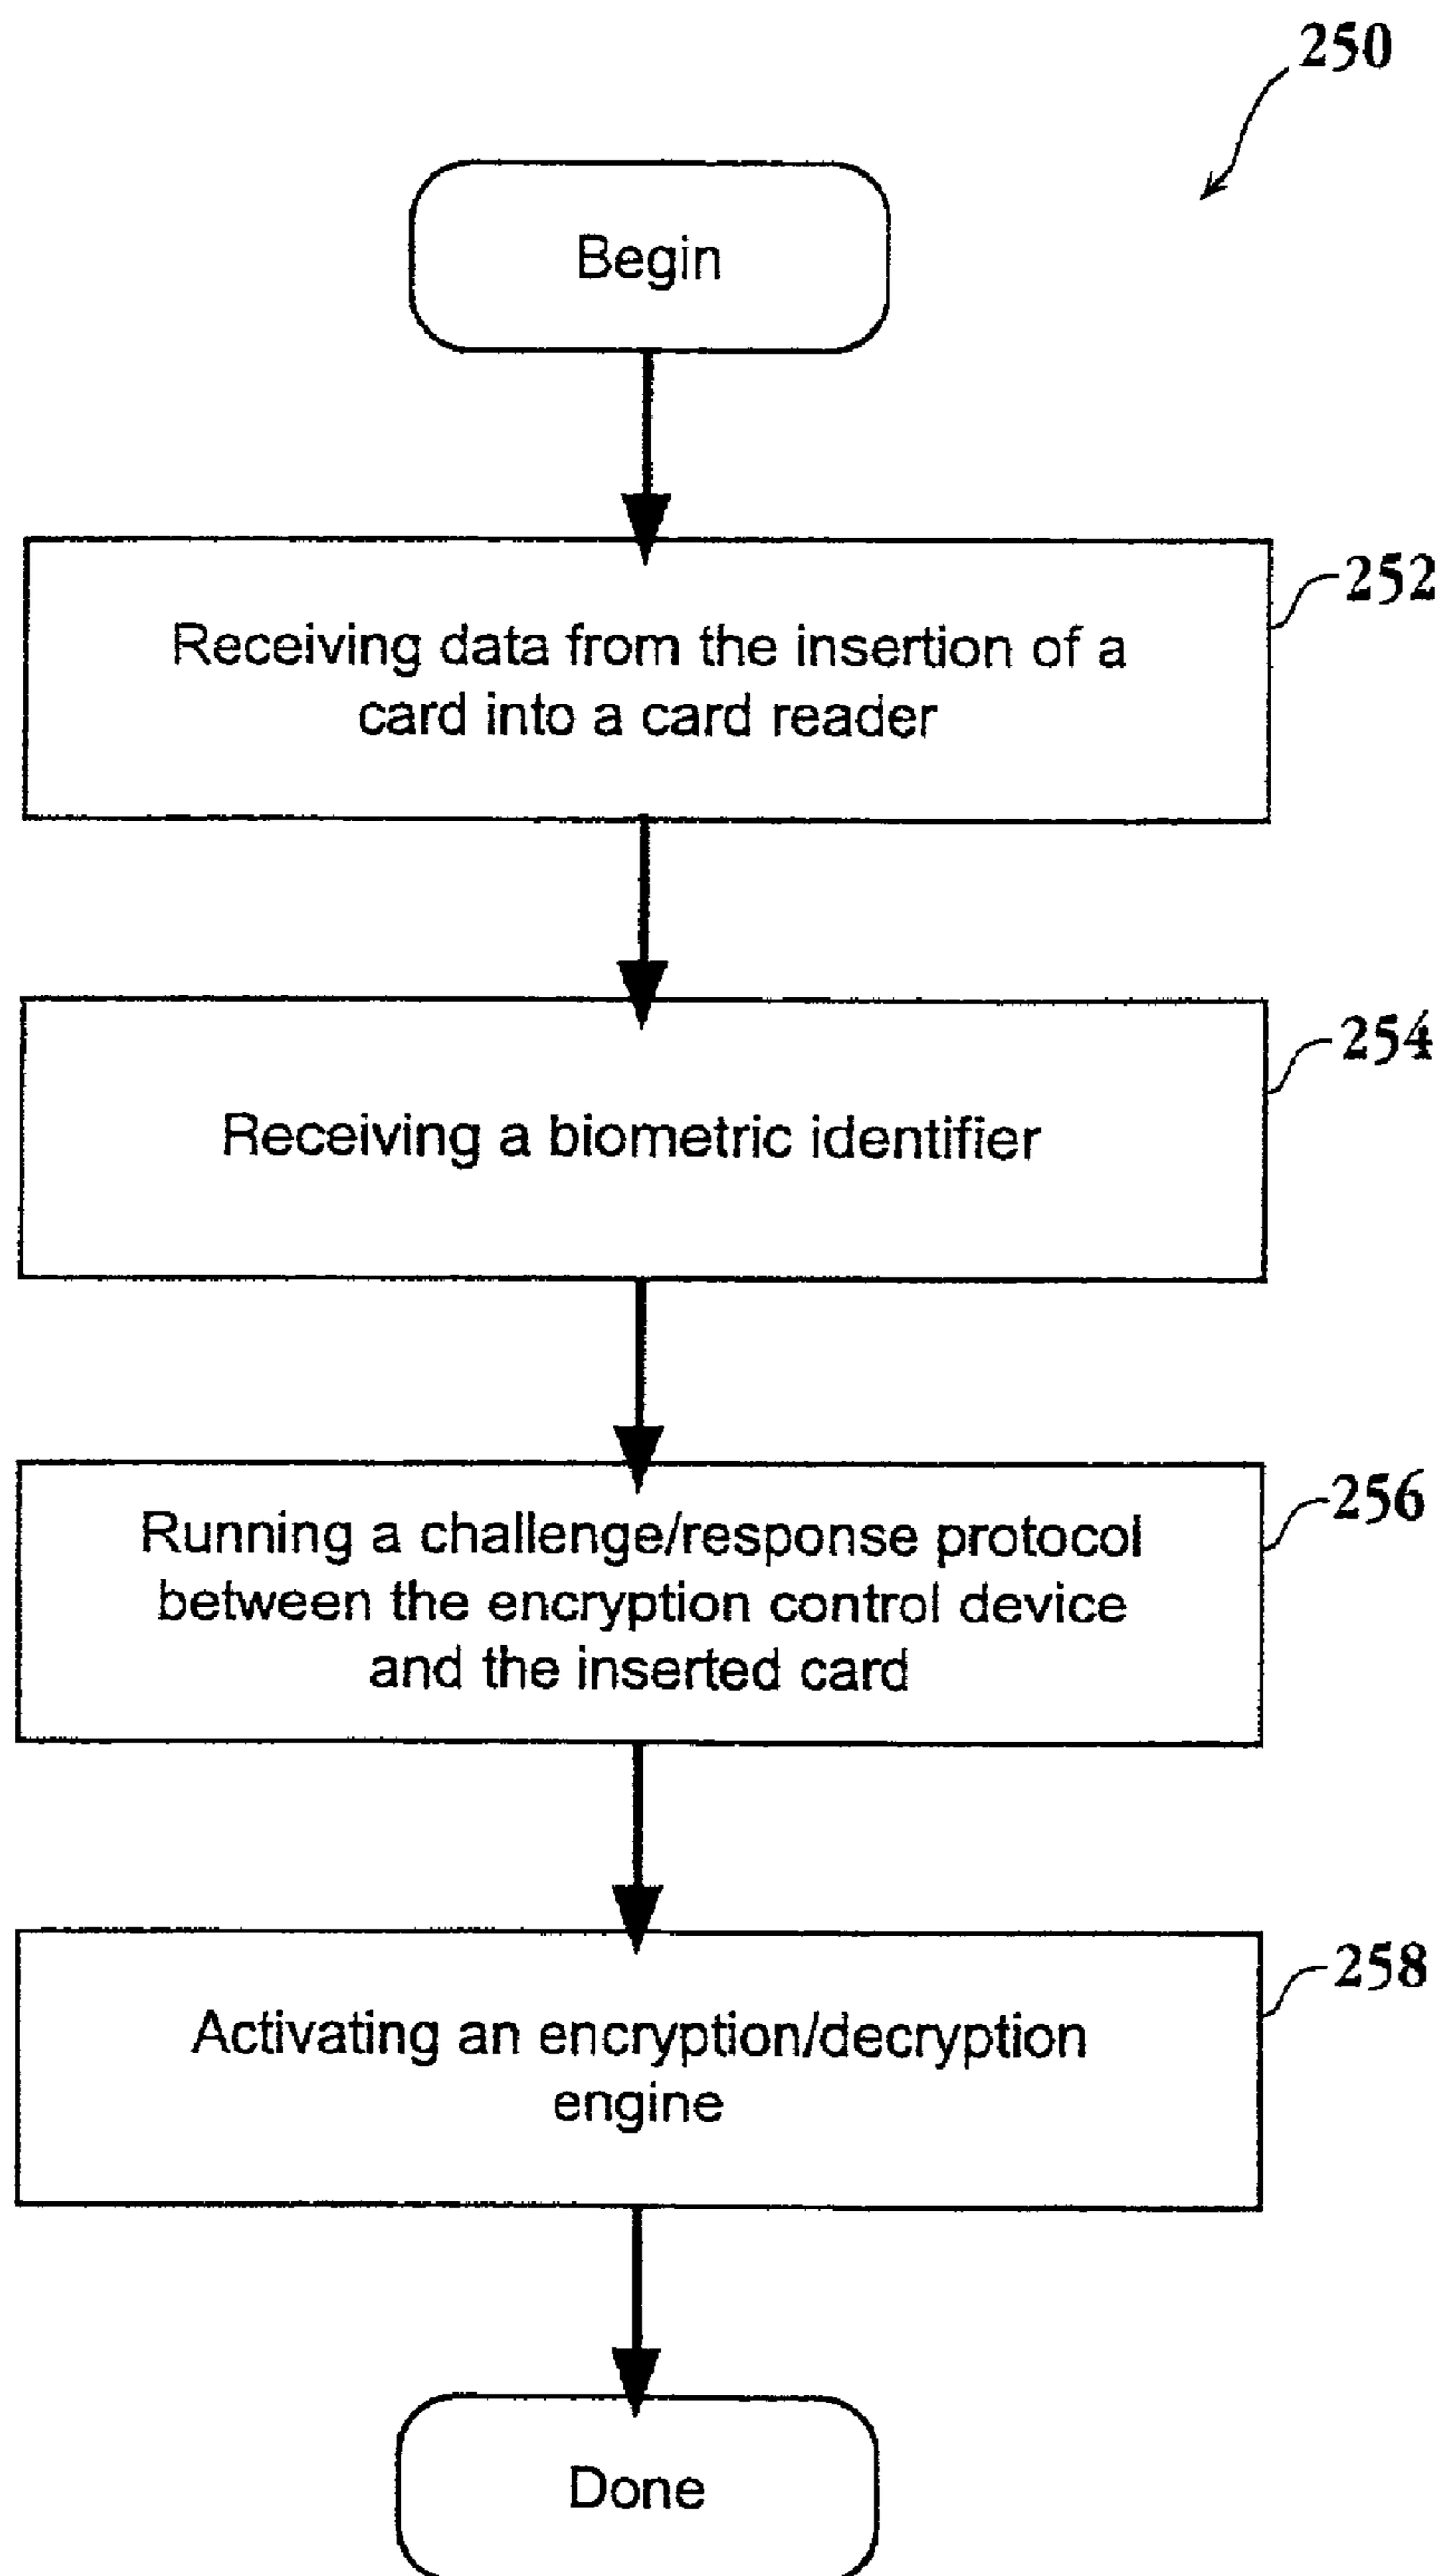 250
Begin
252
Receiving data from the insertion of a
card into a card reader
254
Receiving a biometric identifier
256
Running a challenge/response protocol
between the encryption control device
and the inserted card
258
Activating an encryption/decryption
engine
Done